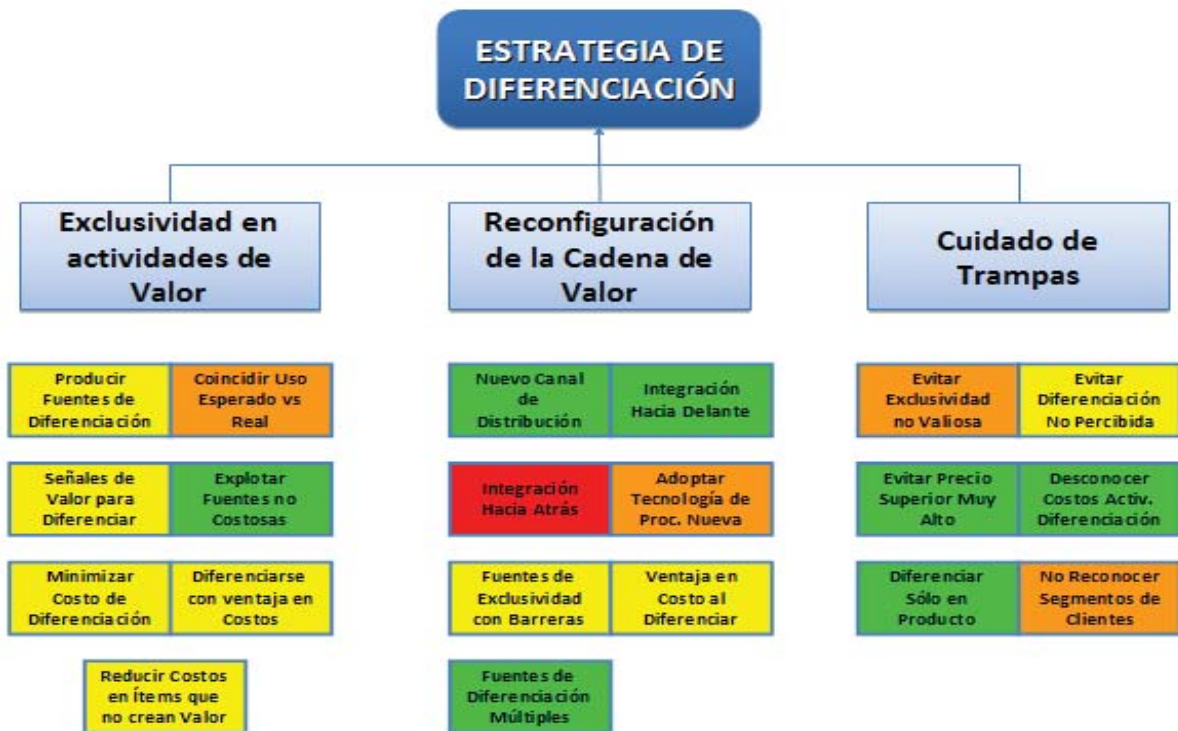 ESTRATEGIA DE
DIFERENCIACIÓN
Exclusividad en
actividades de
Valor
Reconfiguración
de la Cadena de
Valor
Cuidado de
Trampas
Producir
Fuentes de
Diferenciación
Coincidir Uso
Esperado vs
Real
Señales de
Valor para
Diferenciar
Explotar
Fuentes no
Costosas
Minimizar
Costo de
Diferenciación
Diferenciarse
con ventaja en
Costos
Reducir Costos
en Ítems que
no crean Valor
Nuevo Canal
de
Distribución
Integración
Hacia Delante
Integración
Hacia Atrás
Adoptar
Tecnología de
Proc. Nueva
Fuentes de
Exclusividad
con Barreras
Ventaja en
Costo al
Diferenciar
Fuentes de
Diferenciación
Múltiples
Evitar
Exclusividad
no Valiosa
Evitar
Diferenciación
No Percibida
Evitar Precio
Superior Muy
Alto
Desconocer
Costos Activ.
Diferenciación
Diferenciar
Sólo en
Producto
No Reconocer
Segmentos de
Clientes